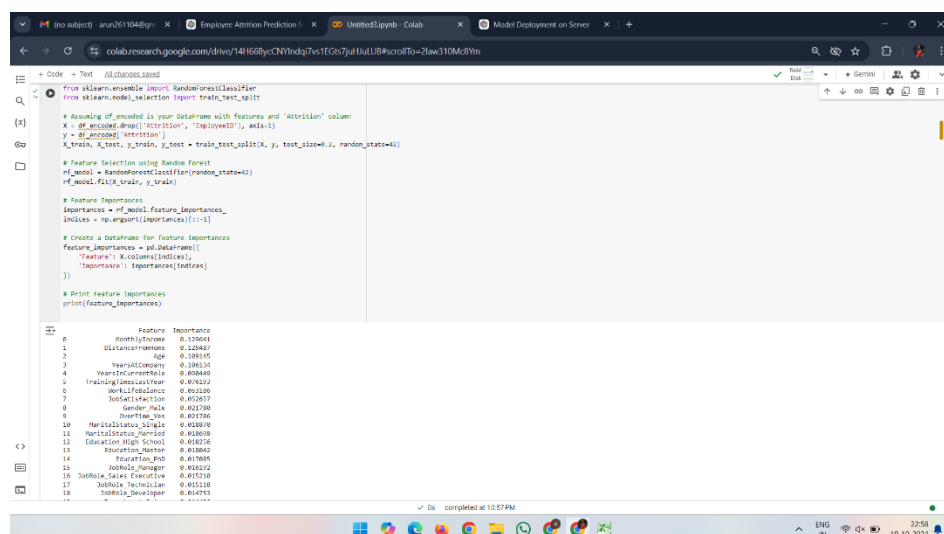 (no subject) - arun261104@gm
Employee Attrition Prediction
Untitled3.ipynb - Colab
Model Deployment on Server
colab.research.google.com/drive/14H66BycCNYIndqi7vs1EGts7juHJuLUB#scrollTo=2Iaw310Mc8Ym
+ Code + Text All changes saved
RAM
Disk
+ Gemini
from sklearn.ensemble import RandomForestClassifier
from sklearn.model_selection import train_test_split
# Assuming df_encoded is your DataFrame with features and 'Attrition' column
X = df_encoded.drop(['Attrition', 'EmployeeID'], axis=1)
y = df_encoded['Attrition']
X_train, X_test, y_train, y_test = train_test_split(X, y, test_size=0.2, random_state=42)
# Feature Selection using Random Forest
rf_model = RandomForestClassifier(random_state=42)
rf_model.fit(X_train, y_train)
# Feature Importances
importances = rf_model.feature_importances_
indices = np.argsort(importances)[::-1]
# Create a DataFrame for feature importances
feature_importances = pd.DataFrame({
'Feature': X.columns[indices],
'Importance': importances[indices]
})
# Print feature importances
print(feature_importances)
Feature Importance
0 MonthlyIncome 0.129641
1 DistanceFromHome 0.129487
2 Age 0.109145
3 YearsAtCompany 0.106134
4 YearsInCurrentRole 0.098449
5 TrainingTimesLastYear 0.076193
6 WorkLifeBalance 0.053186
7 JobSatisfaction 0.052657
8 Gender_Male 0.021780
9 OverTime_Yes 0.021706
10 MaritalStatus_Single 0.018870
11 MaritalStatus_Married 0.018698
12 Education_High School 0.018256
13 Education_Master 0.018042
14 Education_PhD 0.017085
15 JobRole_Manager 0.016192
16 JobRole_Sales Executive 0.015210
17 JobRole_Technician 0.015118
18 JobRole_Developer 0.014753
0s completed at 10:57 PM
ENG
IN
22:58
10-10-2024